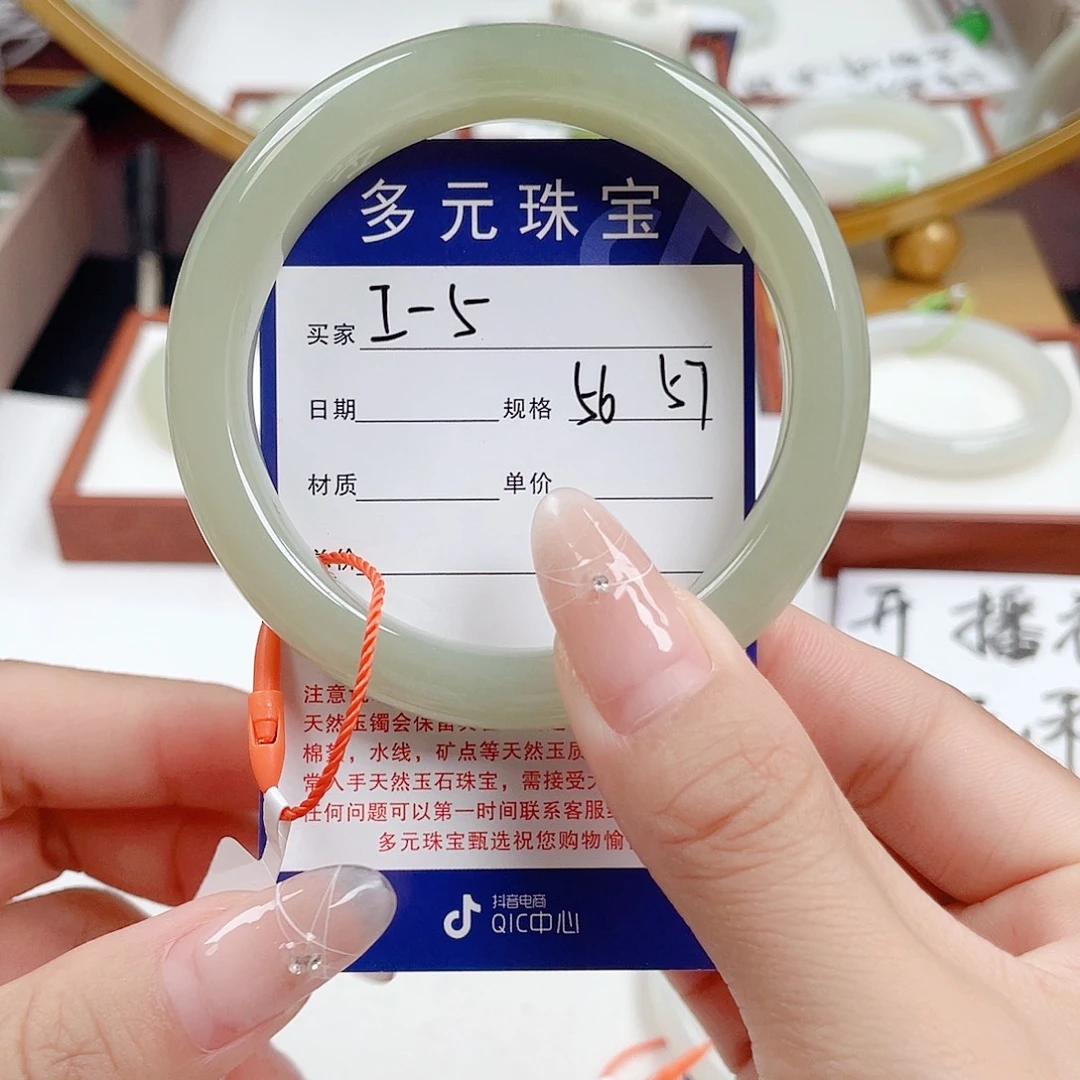 多元珠宝
买家 I-5
日期 规格 56 57
材质 单价
单价
注意
天然玉镯会保留
棉絮，水线，矿点等天然玉质
常入手天然玉石珠宝，需接受
任何问题可以第一时间联系客服
多元珠宝甄选祝您购物愉
抖音电商
QIC中心
开播